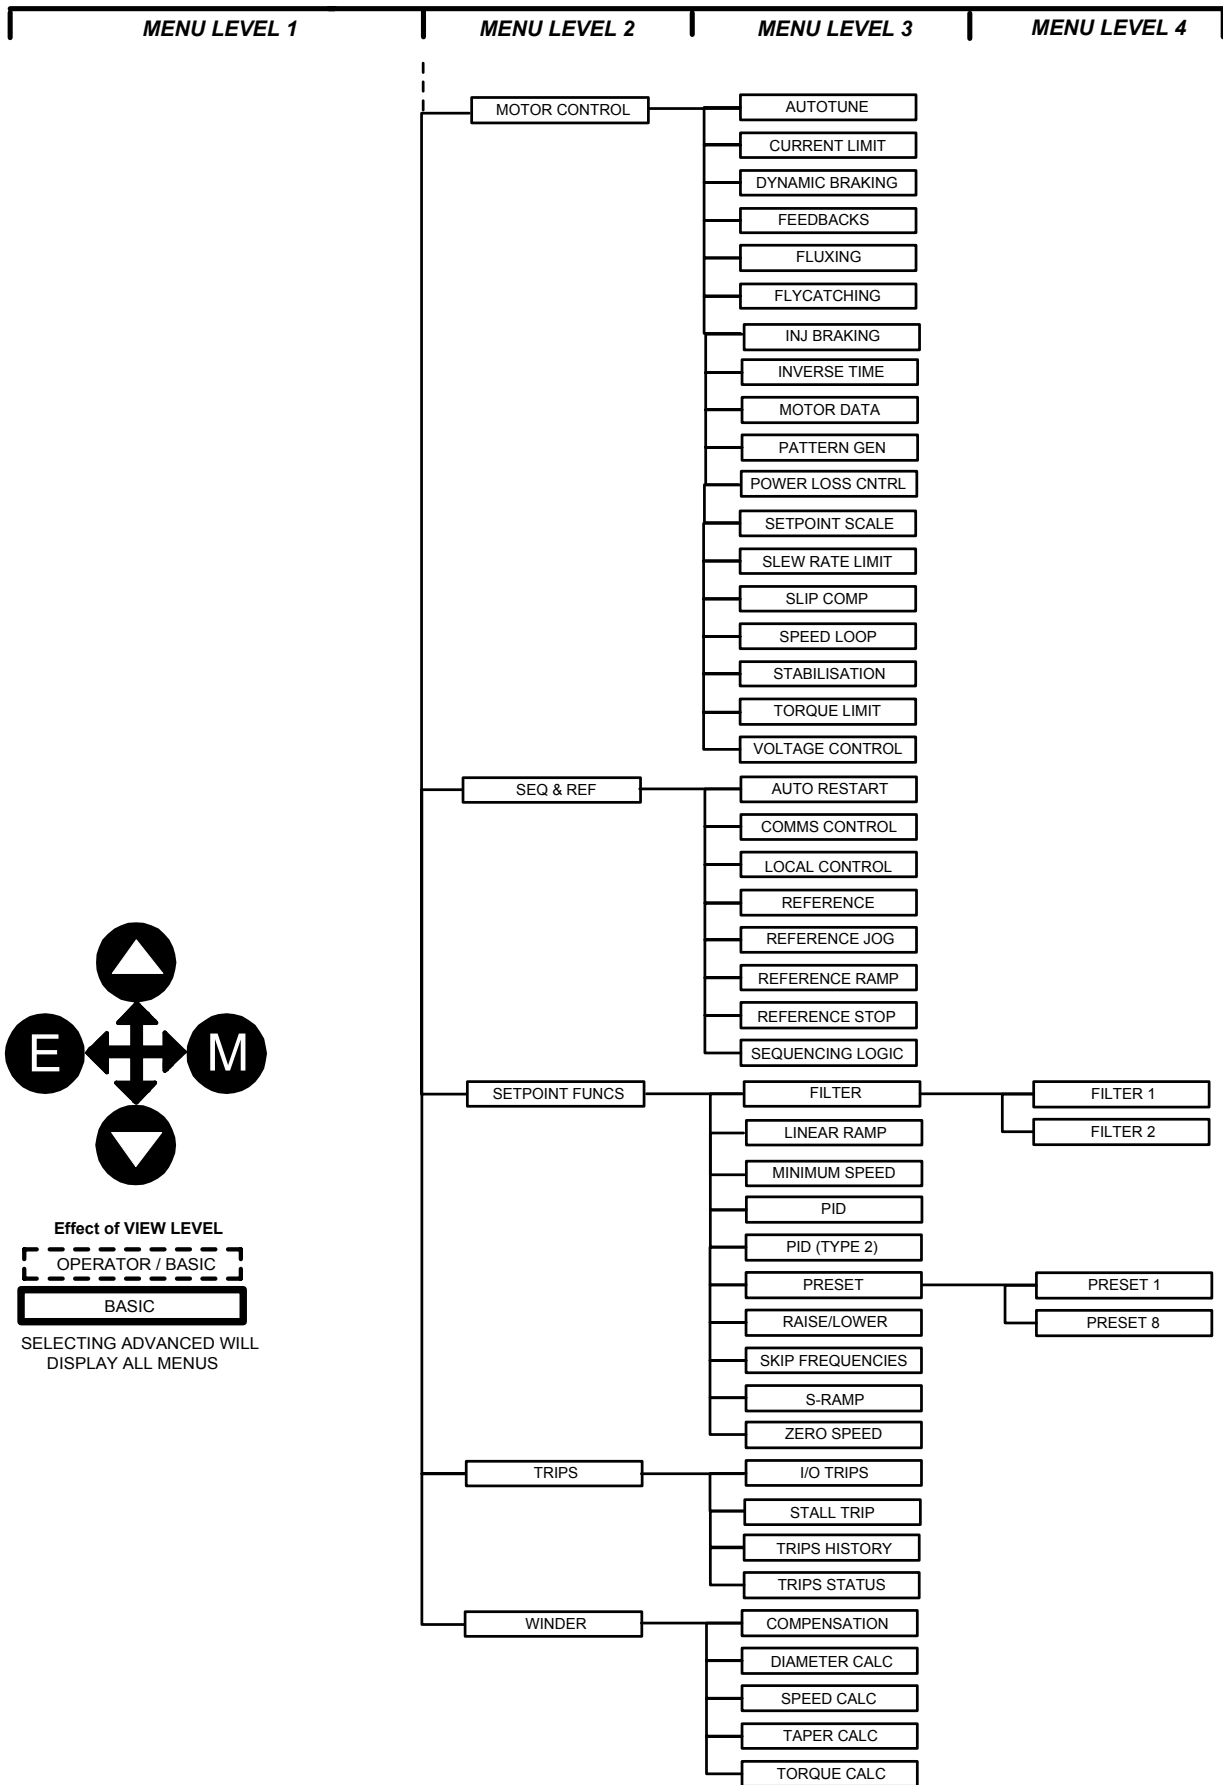 MENU LEVEL 1
MENU LEVEL 2
MENU LEVEL 3
MENU LEVEL 4
MOTOR CONTROL
AUTOTUNE
CURRENT LIMIT
DYNAMIC BRAKING
FEEDBACKS
FLUXING
FLYCATCHING
INJ BRAKING
INVERSE TIME
MOTOR DATA
PATTERN GEN
POWER LOSS CNTRL
SETPOINT SCALE
SLEW RATE LIMIT
SLIP COMP
SPEED LOOP
STABILISATION
TORQUE LIMIT
VOLTAGE CONTROL
SEQ & REF
AUTO RESTART
COMMS CONTROL
LOCAL CONTROL
REFERENCE
REFERENCE JOG
REFERENCE RAMP
REFERENCE STOP
SEQUENCING LOGIC
SETPOINT FUNCS
FILTER
FILTER 1
FILTER 2
LINEAR RAMP
MINIMUM SPEED
PID
PID (TYPE 2)
PRESET
PRESET 1
PRESET 8
RAISE/LOWER
SKIP FREQUENCIES
S-RAMP
ZERO SPEED
TRIPS
I/O TRIPS
STALL TRIP
TRIPS HISTORY
TRIPS STATUS
WINDER
COMPENSATION
DIAMETER CALC
SPEED CALC
TAPER CALC
TORQUE CALC
E
M
Effect of VIEW LEVEL
OPERATOR / BASIC
BASIC
SELECTING ADVANCED WILL
DISPLAY ALL MENUS